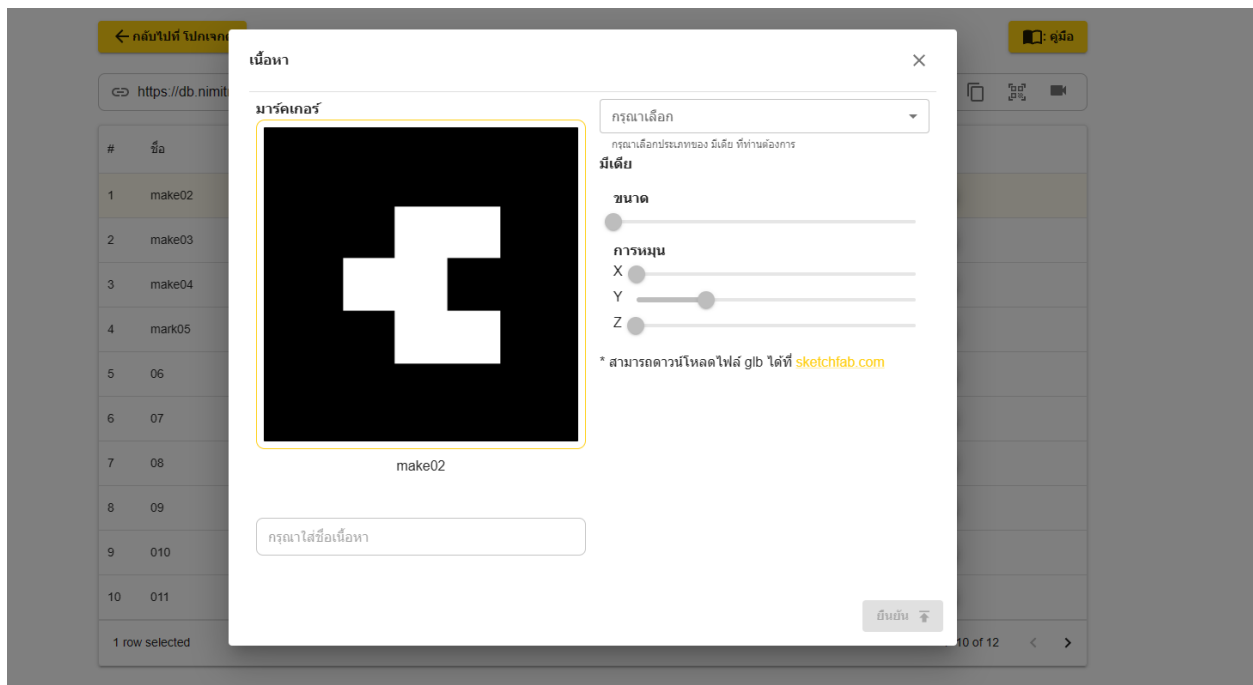 กลับไปที่ โปกเจก
: คู่มือ
https://db.nimit
# ชื่อ
1 make02
2 make03
3 make04
4 mark05
5 06
6 07
7 08
8 09
9 010
10 011
1 row selected
10 of 12
เนื้อหา
มาร์คเกอร์
make02
กรุณาใส่ชื่อเนื้อหา
กรุณาเลือก
กรุณาเลือกประเภทของ มีเดีย ที่ท่านต้องการ
มีเดีย
ขนาด
การหมุน
X
Y
Z
* สามารถดาวน์โหลดไฟล์ glb ได้ที่ sketchfab.com
ยืนยัน